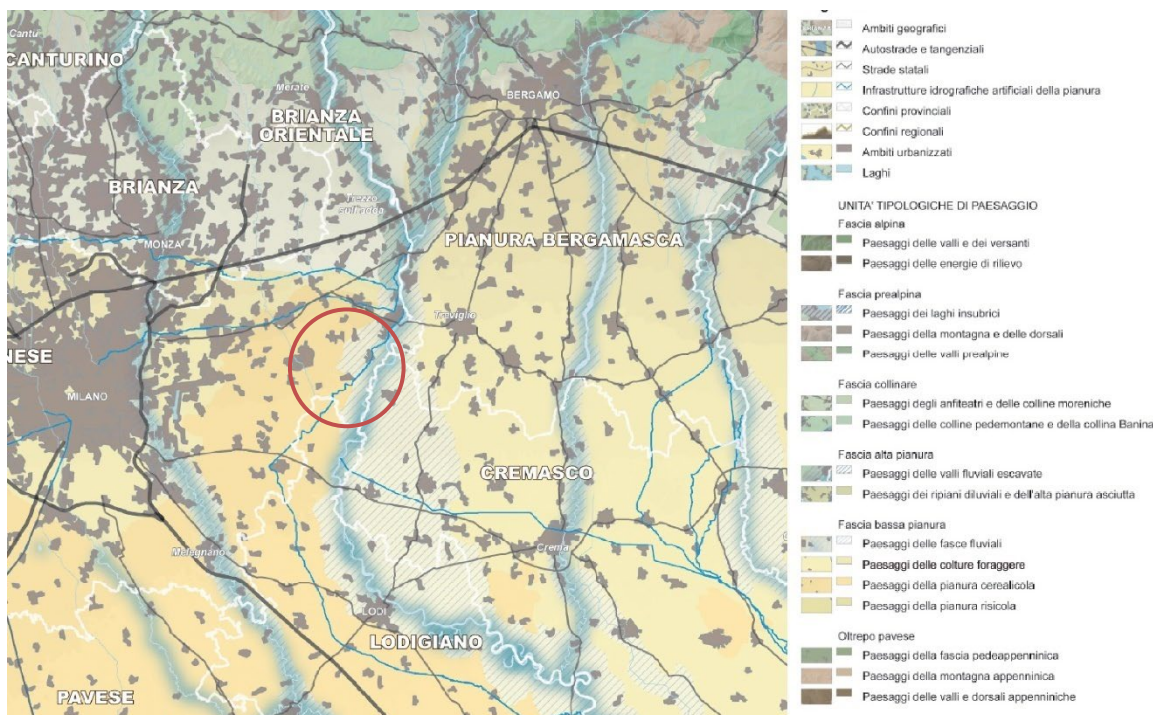 Cantu
CANTURINO
Merate
BERGAMO
BRIANZA
ORIENTALE
BRIANZA
Trezzo
sull'adda
MONZA
PIANURA BERGAMASCA
Treviglio
NESE
MILANO
CREMASCO
Melegnano
Crema
LODI
LODIGIANO
PAVESE
Ambiti geografici
Autostrade e tangenziali
Strade statali
Infrastrutture idrografiche artificiali della pianura
Confini provinciali
Confini regionali
Ambiti urbanizzati
Laghi
UNITA' TIPOLOGICHE DI PAESAGGIO
Fascia alpina
Paesaggi delle valli e dei versanti
Paesaggi delle energie di rilievo
Fascia prealpina
Paesaggi dei laghi insubrici
Paesaggi della montagna e delle dorsali
Paesaggi delle valli prealpine
Fascia collinare
Paesaggi degli anfiteatri e delle colline moreniche
Paesaggi delle colline pedemontane e della collina Banina
Fascia alta pianura
Paesaggi delle valli fluviali escavate
Paesaggi dei ripiani diluviali e dell'alta pianura asciutta
Fascia bassa pianura
Paesaggi delle fasce fluviali
Paesaggi delle colture foraggere
Paesaggi della pianura cerealicola
Paesaggi della pianura risicola
Oltrepo pavese
Paesaggi della fascia pedeappenninica
Paesaggi della montagna appenninica
Paesaggi delle valli e dorsali appenniniche